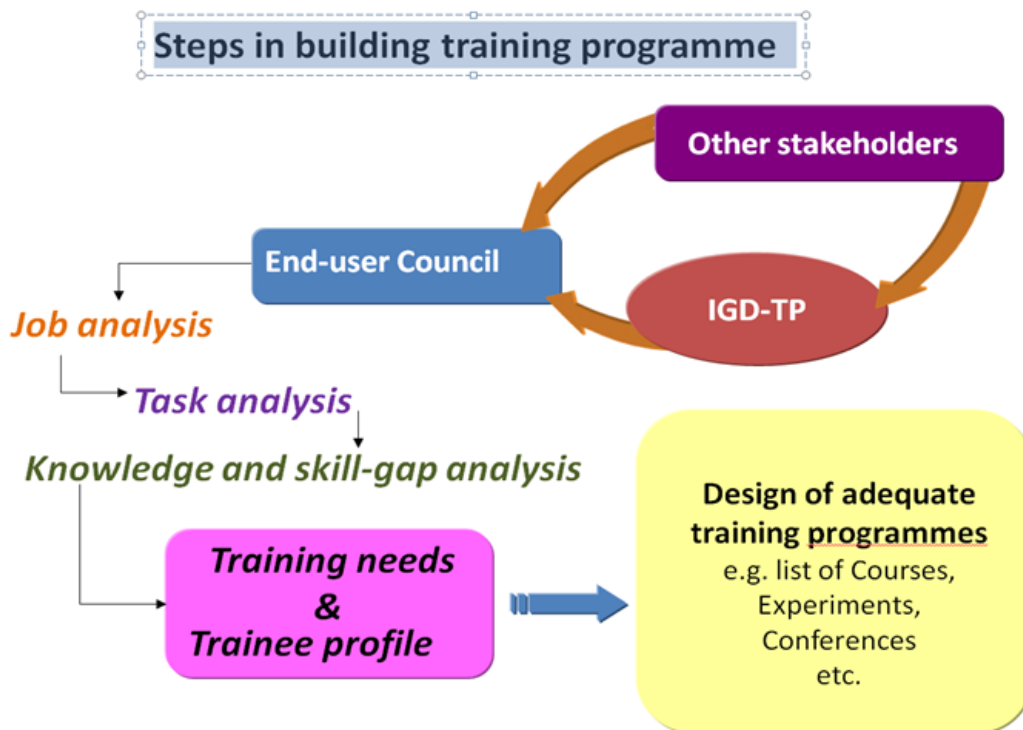 Steps in building training programme
Other stakeholders
End-user Council
IGD-TP
Job analysis
Task analysis
Knowledge and skill-gap analysis
Training needs
&
Trainee profile
Design of adequate
training programmes
e.g. list of Courses,
Experiments,
Conferences
etc.